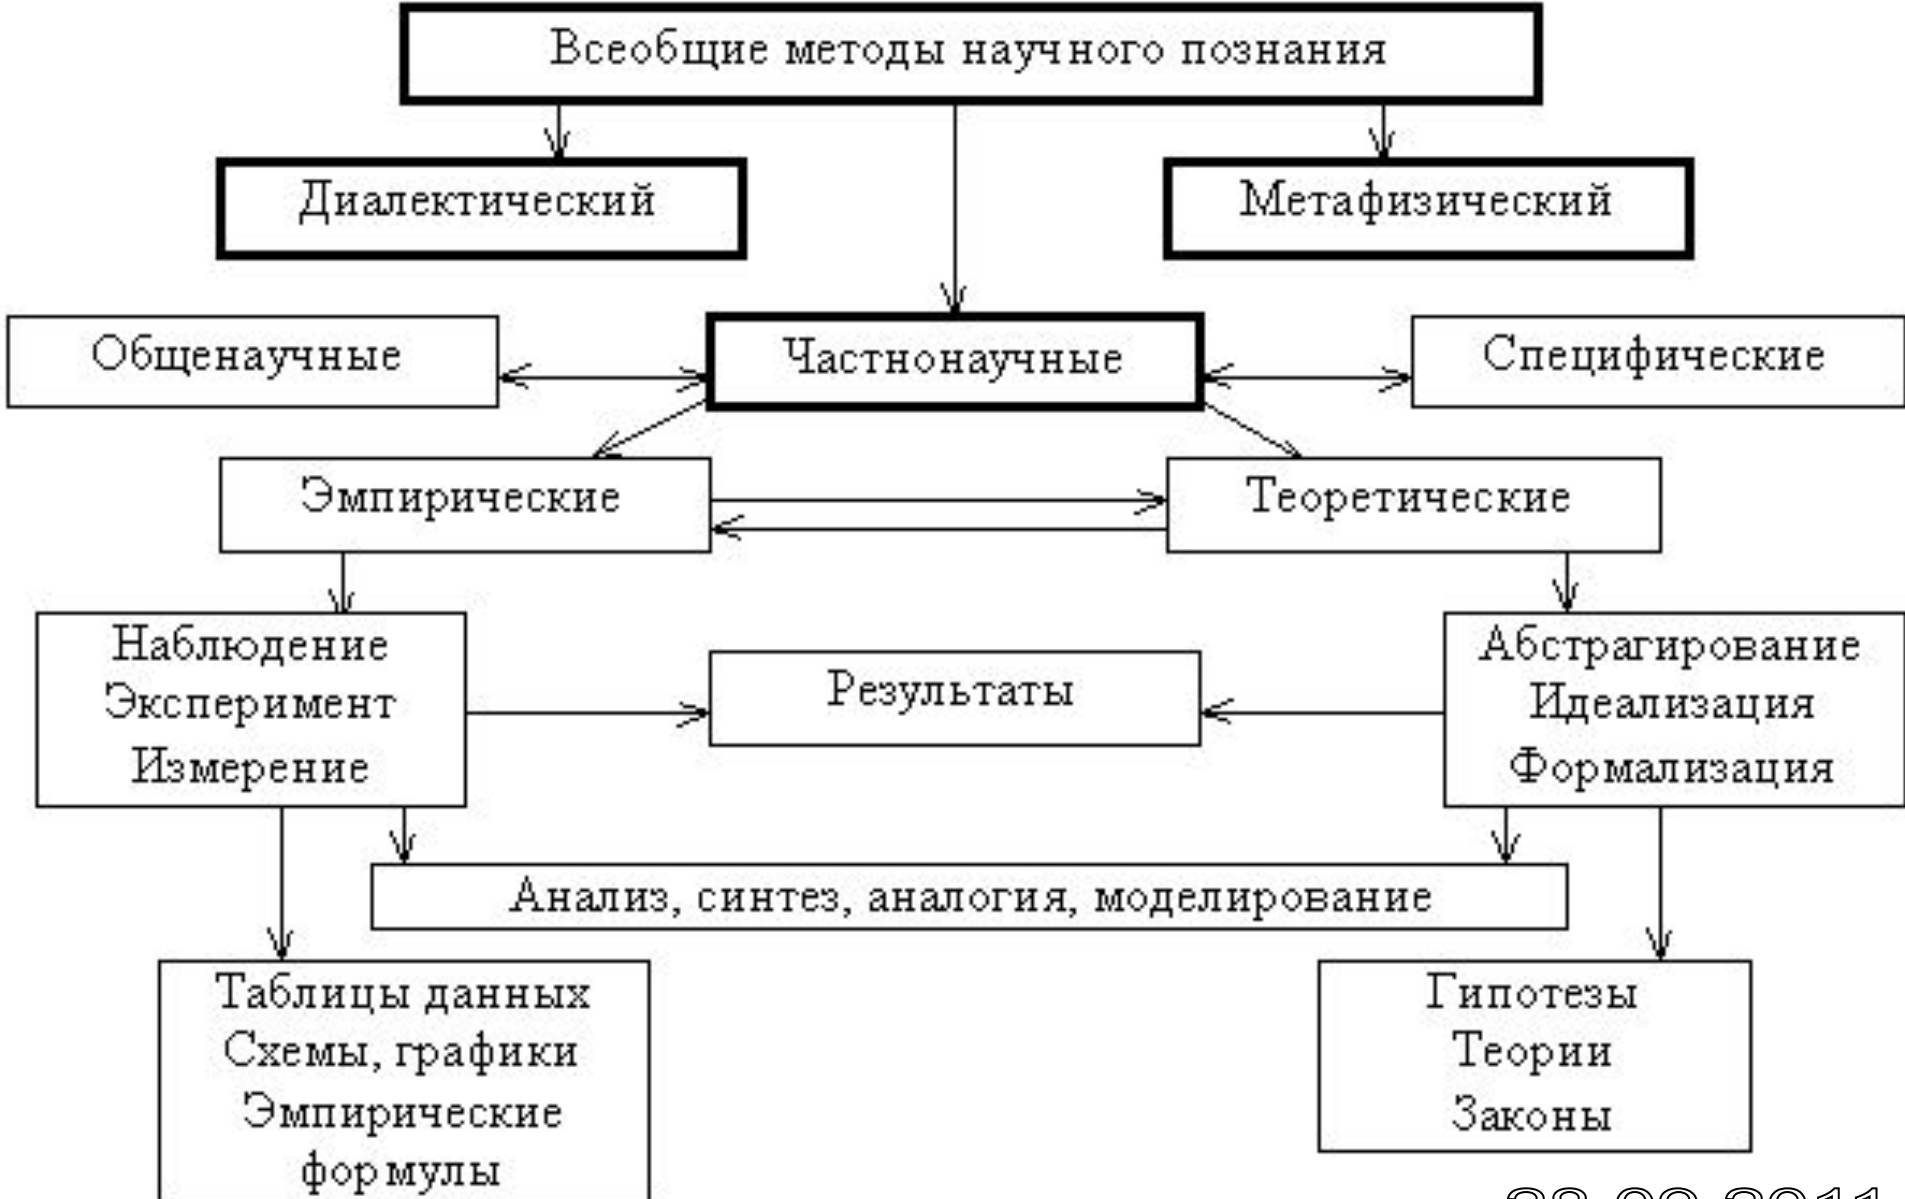 Всеобщие методы научного познания
Диалектический
Метафизический
Общенаучные
Частнонаучные
Специфические
Эмпирические
Теоретические
Наблюдение
Эксперимент
Измерение
Результаты
Абстрагирование
Идеализация
Формализация
Анализ, синтез, аналогия, моделирование
Таблицы данных
Схемы, графики
Эмпирические
формулы
Гипотезы
Теории
Законы